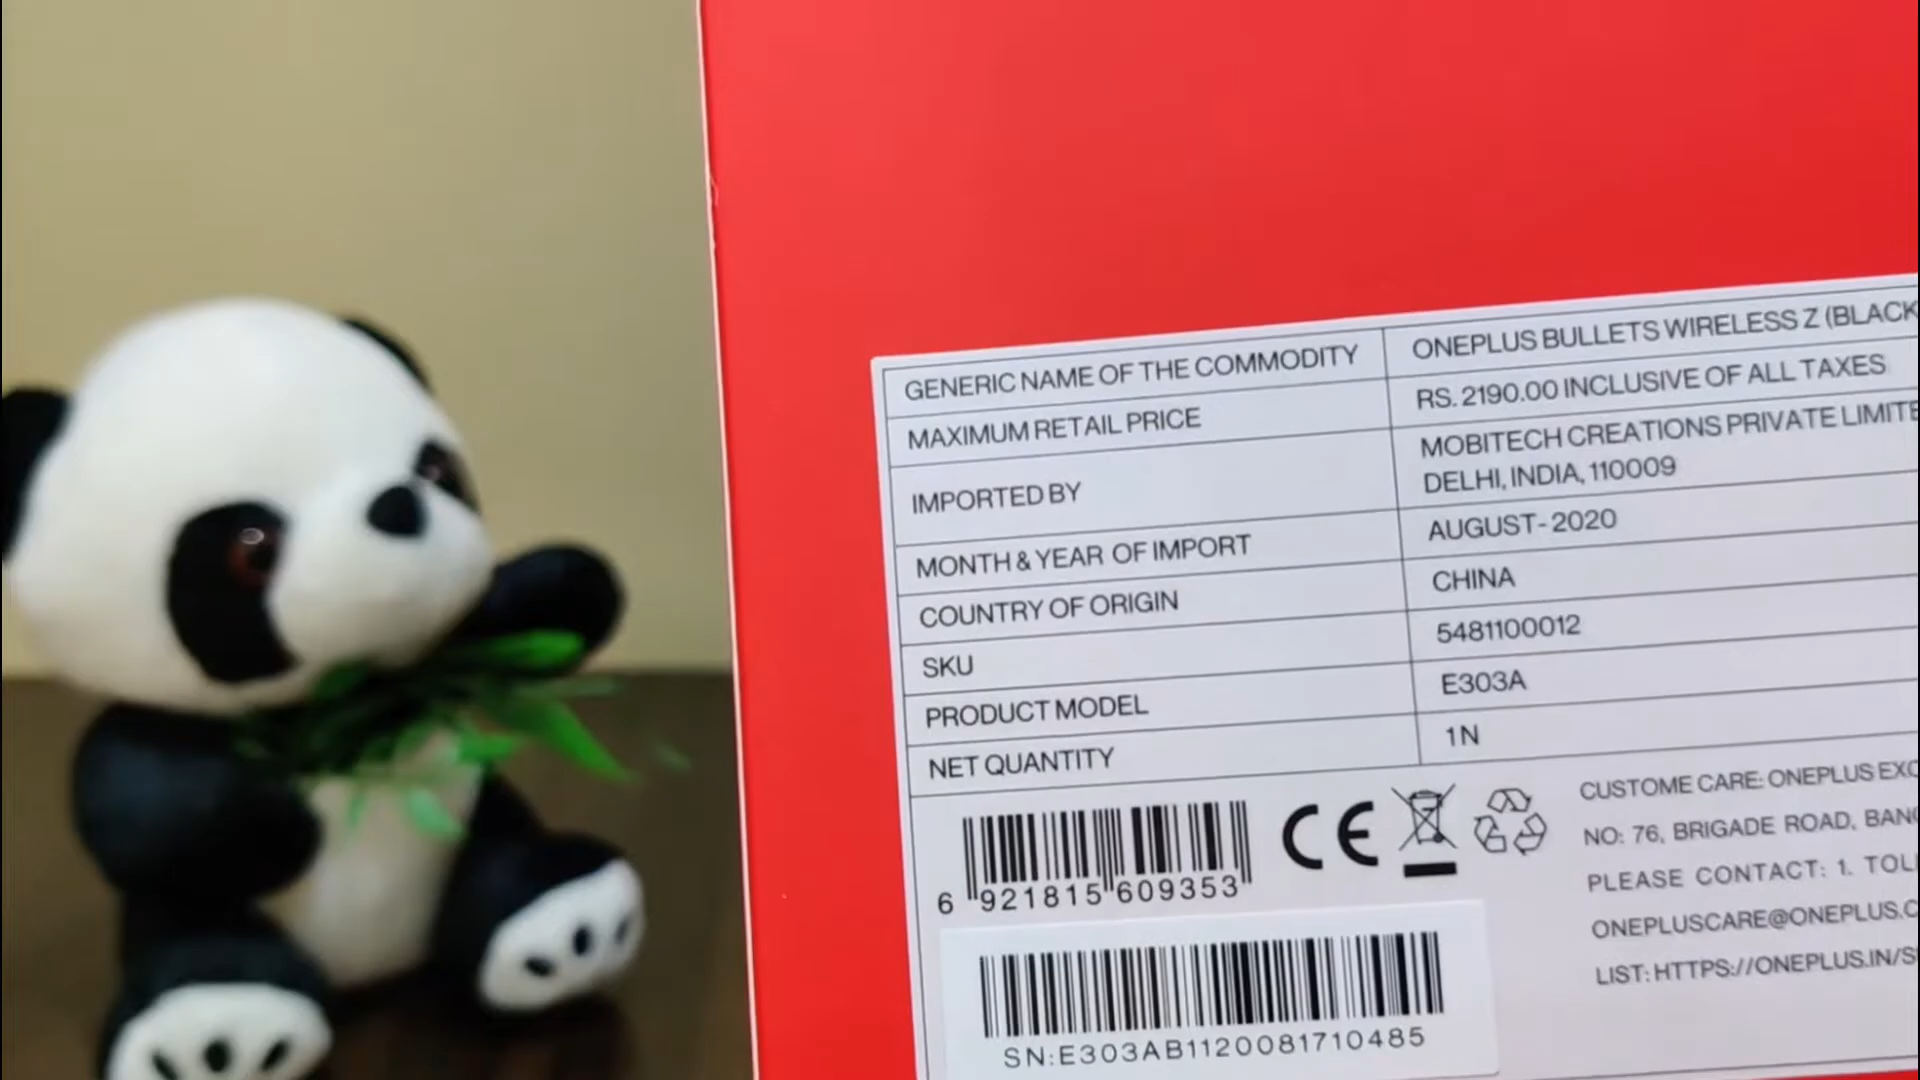 GENERIC NAME OF THE COMMODITY ONEPLUS BULLETS WIRELESS Z (BLACK
MAXIMUM RETAIL PRICE RS. 2190.00 INCLUSIVE OF ALL TAXES
IMPORTED BY MOBITECH CREATIONS PRIVATE LIMITE
DELHI, INDIA, 110009
MONTH & YEAR OF IMPORT AUGUST-2020
COUNTRY OF ORIGIN CHINA
SKU 5481100012
PRODUCT MODEL E303A
NET QUANTITY 1N
6 921815 609353
CE
SN:E303AB1120081710485
CUSTOME CARE: ONEPLUS EXC
NO: 76, BRIGADE ROAD, BANG
PLEASE CONTACT: 1. TOLL
ONEPLUSCARE@ONEPLUS.C
LIST: HTTPS://ONEPLUS.IN/S